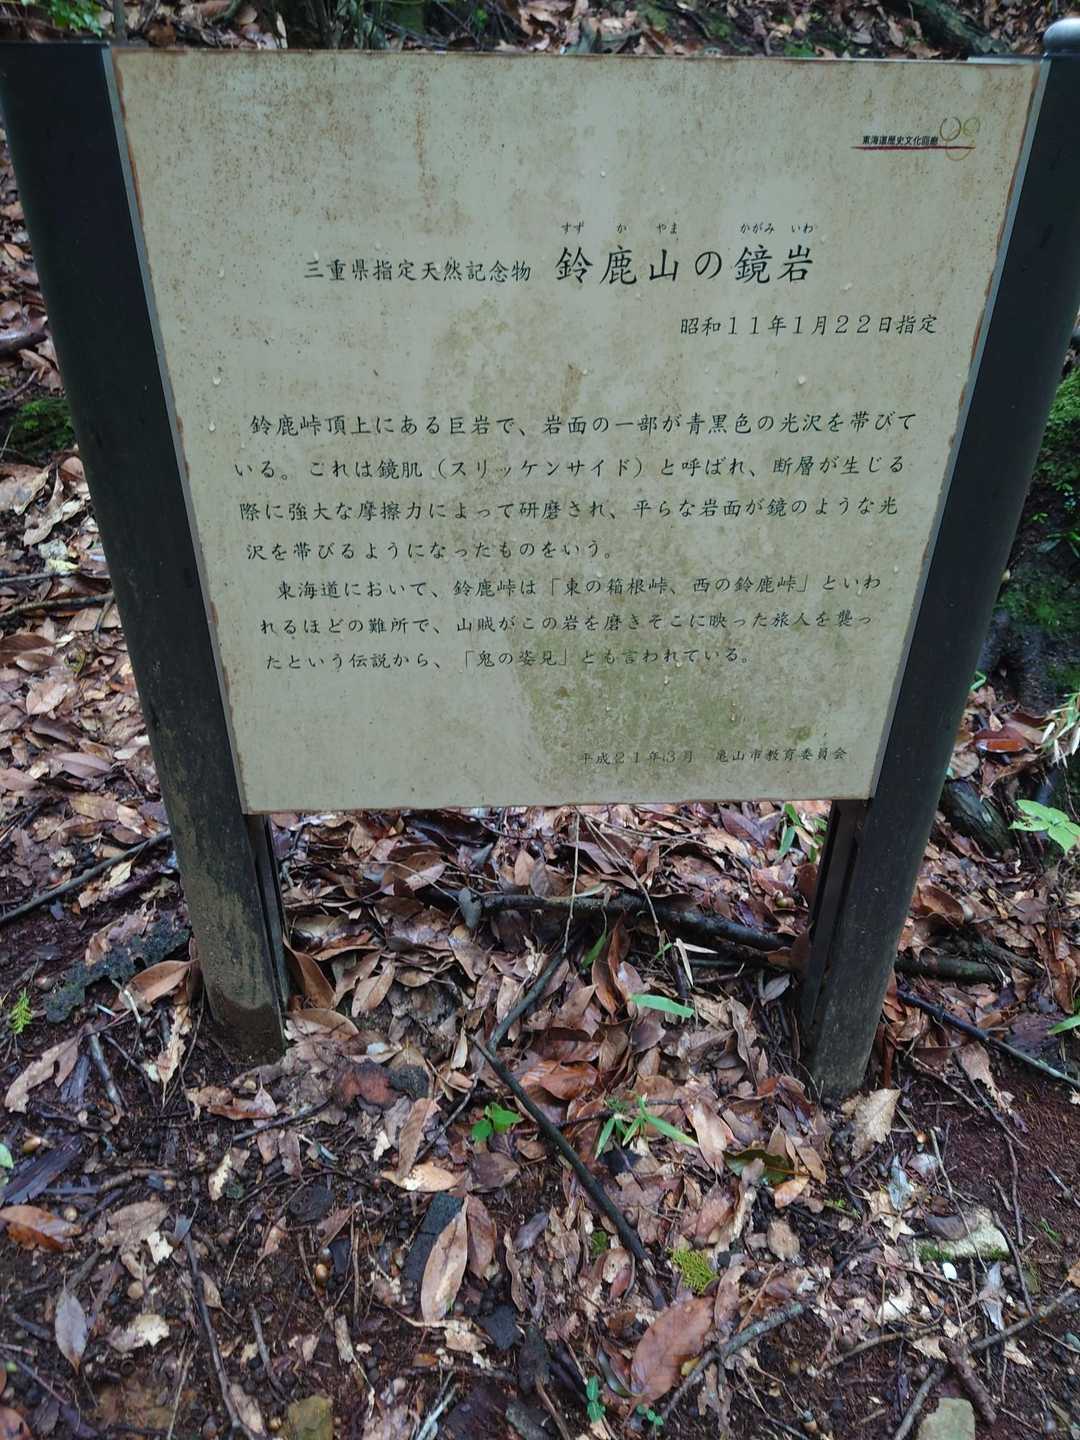 東海道歴史文化回廊
すず か やま かがみ いわ
三重県指定天然記念物 鈴鹿山の鏡岩
昭和11年1月22日指定
鈴鹿峠頂上にある巨岩で、岩面の一部が青黒色の光沢を帯びて
いる。これは鏡肌(スリッケンサイド)と呼ばれ、断層が生じる
際に強大な摩擦力によって研磨され、平らな岩面が鏡のような光
沢を帯びるようになったものをいう。
東海道において、鈴鹿峠は「東の箱根峠、西の鈴鹿峠」といわ
れるほどの難所で、山賊がこの岩を磨きそこに映った旅人を襲っ
たという伝説から、「鬼の姿見」とも言われている。
平成21年3月 亀山市教育委員会